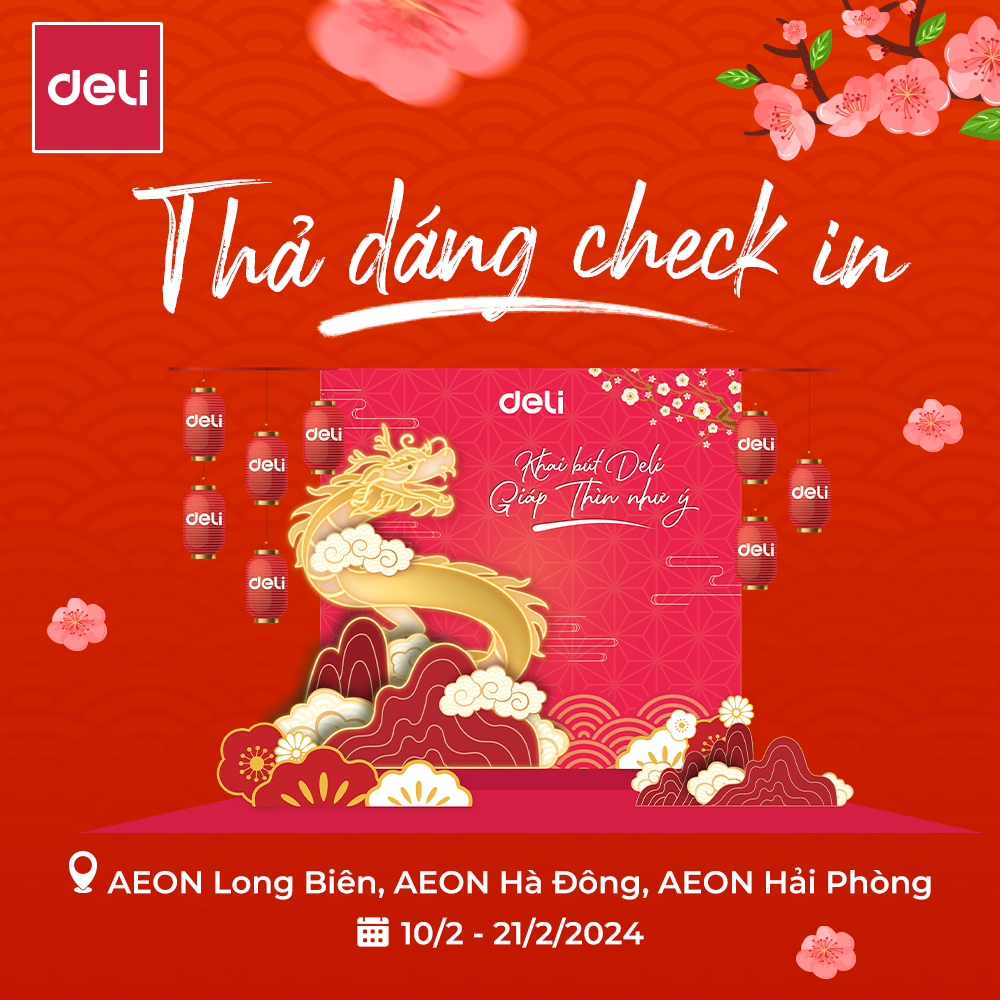 deli
Thả dáng check in
deli
Khai bút Deli
Giáp Thìn như ý
deli
deli
deli
deli
deli
deli
deli
deli
AEON Long Biên, AEON Hà Đông, AEON Hải Phòng
10/2 - 21/2/2024